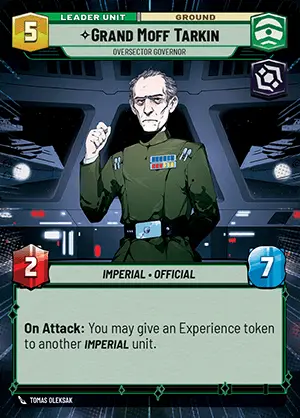 LEADER UNIT
GROUND
5
✧GRAND MOFF TARKIN
OVERSECTOR GOVERNOR
2
7
IMPERIAL • OFFICIAL
On Attack: You may give an Experience token
to another IMPERIAL unit.
TOMAS OLEKSAK